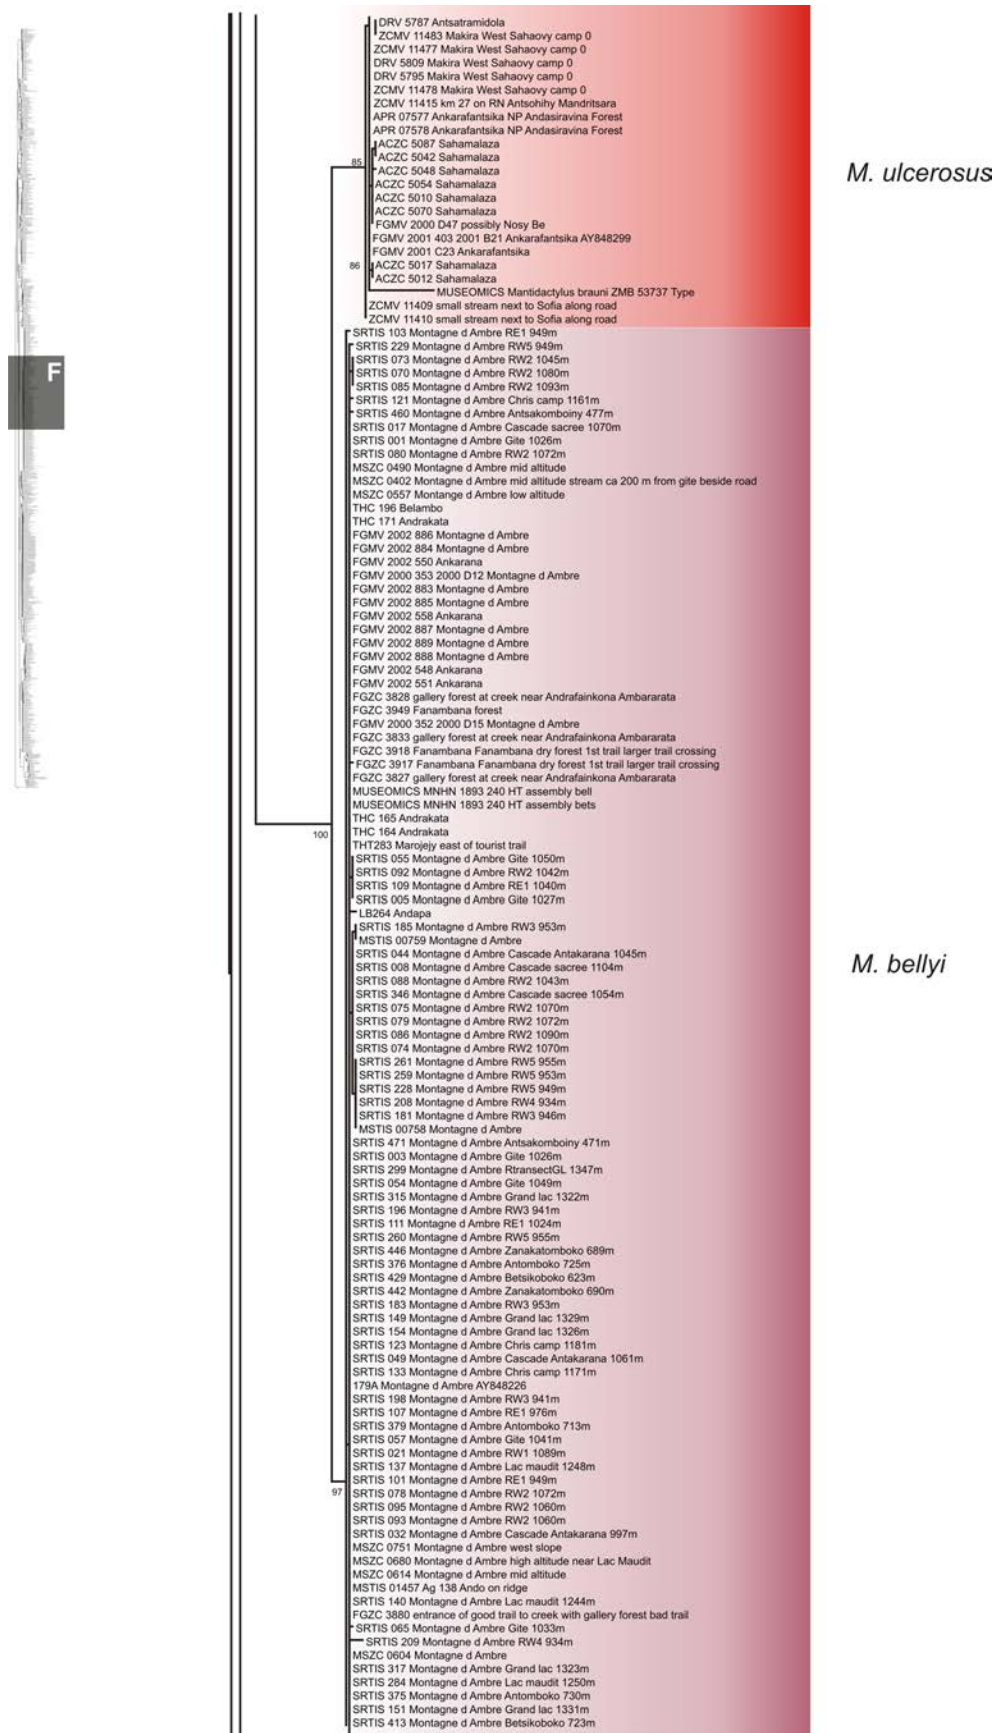 DRV 5787 Antsatramidola
ZCMV 11483 Makira West Sahaovy camp 0
ZCMV 11477 Makira West Sahaovy camp 0
DRV 5809 Makira West Sahaovy camp 0
DRV 5795 Makira West Sahaovy camp 0
ZCMV 11478 Makira West Sahaovy camp 0
ZCMV 11415 km 27 on RN Antsohihy Mandritsara
APR 07577 Ankarafantsika NP Andasiravina Forest
APR 07578 Ankarafantsika NP Andasiravina Forest
ACZC 5087 Sahamalaza
ACZC 5042 Sahamalaza
85
ACZC 5048 Sahamalaza
M. ulcerosus
ACZC 5054 Sahamalaza
ACZC 5010 Sahamalaza
ACZC 5070 Sahamalaza
FGMV 2000 D47 possibly Nosy Be
FGMV 2001 403 2001 B21 Ankarafantsika AY848299
FGMV 2001 C23 Ankarafantsika
86
ACZC 5017 Sahamalaza
ACZC 5012 Sahamalaza
MUSEOMICS Mantidactylus brauni ZMB 53737 Type
ZCMV 11409 small stream next to Sofia along road
ZCMV 11410 small stream next to Sofia along road
SRTIS 103 Montagne d Ambre RE1 949m
SRTIS 229 Montagne d Ambre RW5 949m
SRTIS 073 Montagne d Ambre RW2 1045m
F
SRTIS 070 Montagne d Ambre RW2 1080m
SRTIS 085 Montagne d Ambre RW2 1093m
SRTIS 121 Montagne d Ambre Chris camp 1161m
SRTIS 460 Montagne d Ambre Antsakomboiny 477m
SRTIS 017 Montagne d Ambre Cascade sacree 1070m
SRTIS 001 Montagne d Ambre Gite 1026m
SRTIS 080 Montagne d Ambre RW2 1072m
MSZC 0490 Montagne d Ambre mid altitude
MSZC 0402 Montagne d Ambre mid altitude stream ca 200 m from gite beside road
MSZC 0557 Montange d Ambre low altitude
THC 196 Belambo
THC 171 Andrakata
FGMV 2002 886 Montagne d Ambre
FGMV 2002 884 Montagne d Ambre
FGMV 2002 550 Ankarana
FGMV 2000 353 2000 D12 Montagne d Ambre
FGMV 2002 883 Montagne d Ambre
FGMV 2002 885 Montagne d Ambre
FGMV 2002 558 Ankarana
FGMV 2002 887 Montagne d Ambre
FGMV 2002 889 Montagne d Ambre
FGMV 2002 888 Montagne d Ambre
FGMV 2002 548 Ankarana
FGMV 2002 551 Ankarana
FGZC 3828 gallery forest at creek near Andrafainkona Ambararata
FGZC 3949 Fanambana forest
FGMV 2000 352 2000 D15 Montagne d Ambre
FGZC 3833 gallery forest at creek near Andrafainkona Ambararata
FGZC 3918 Fanambana Fanambana dry forest 1st trail larger trail crossing
FGZC 3917 Fanambana Fanambana dry forest 1st trail larger trail crossing
FGZC 3827 gallery forest at creek near Andrafainkona Ambararata
MUSEOMICS MNHN 1893 240 HT assembly bell
MUSEOMICS MNHN 1893 240 HT assembly bets
THC 165 Andrakata
THC 164 Andrakata
100
THT283 Marojejy east of tourist trail
SRTIS 055 Montagne d Ambre Gite 1050m
SRTIS 092 Montagne d Ambre RW2 1042m
SRTIS 109 Montagne d Ambre RE1 1040m
SRTIS 005 Montagne d Ambre Gite 1027m
LB264 Andapa
SRTIS 185 Montagne d Ambre RW3 953m
MSTIS 00759 Montagne d Ambre
SRTIS 044 Montagne d Ambre Cascade Antakarana 1045m
SRTIS 008 Montagne d Ambre Cascade sacree 1104m
M. bellyi
SRTIS 088 Montagne d Ambre RW2 1043m
SRTIS 346 Montagne d Ambre Cascade sacree 1054m
SRTIS 075 Montagne d Ambre RW2 1070m
SRTIS 079 Montagne d Ambre RW2 1072m
SRTIS 086 Montagne d Ambre RW2 1090m
SRTIS 074 Montagne d Ambre RW2 1070m
SRTIS 261 Montagne d Ambre RW5 955m
SRTIS 259 Montagne d Ambre RW5 953m
SRTIS 228 Montagne d Ambre RW5 949m
SRTIS 208 Montagne d Ambre RW4 934m
SRTIS 181 Montagne d Ambre RW3 946m
MSTIS 00758 Montagne d Ambre
SRTIS 471 Montagne d Ambre Antsakomboiny 471m
SRTIS 003 Montagne d Ambre Gite 1026m
SRTIS 299 Montagne d Ambre RtransectGL 1347m
SRTIS 054 Montagne d Ambre Gite 1049m
SRTIS 315 Montagne d Ambre Grand lac 1322m
SRTIS 196 Montagne d Ambre RW3 941m
SRTIS 111 Montagne d Ambre RE1 1024m
SRTIS 260 Montagne d Ambre RW5 955m
SRTIS 446 Montagne d Ambre Zanakatomboko 689m
SRTIS 376 Montagne d Ambre Antomboko 725m
SRTIS 429 Montagne d Ambre Betsikoboko 623m
SRTIS 442 Montagne d Ambre Zanakatomboko 690m
SRTIS 183 Montagne d Ambre RW3 953m
SRTIS 149 Montagne d Ambre Grand lac 1329m
SRTIS 154 Montagne d Ambre Grand lac 1326m
SRTIS 123 Montagne d Ambre Chris camp 1181m
SRTIS 049 Montagne d Ambre Cascade Antakarana 1061m
SRTIS 133 Montagne d Ambre Chris camp 1171m
179A Montagne d Ambre AY848226
SRTIS 198 Montagne d Ambre RW3 941m
SRTIS 107 Montagne d Ambre RE1 976m
SRTIS 379 Montagne d Ambre Antomboko 713m
SRTIS 057 Montagne d Ambre Gite 1041m
SRTIS 021 Montagne d Ambre RW1 1089m
SRTIS 137 Montagne d Ambre Lac maudit 1248m
SRTIS 101 Montagne d Ambre RE1 949m
97
SRTIS 078 Montagne d Ambre RW2 1072m
SRTIS 095 Montagne d Ambre RW2 1060m
SRTIS 093 Montagne d Ambre RW2 1060m
SRTIS 032 Montagne d Ambre Cascade Antakarana 997m
MSZC 0751 Montagne d Ambre west slope
MSZC 0680 Montagne d Ambre high altitude near Lac Maudit
MSZC 0614 Montagne d Ambre mid altitude
MSTIS 01457 Ag 138 Ando on ridge
SRTIS 140 Montagne d Ambre Lac maudit 1244m
FGZC 3880 entrance of good trail to creek with gallery forest bad trail
SRTIS 065 Montagne d Ambre Gite 1033m
SRTIS 209 Montagne d Ambre RW4 934m
MSZC 0604 Montagne d Ambre
SRTIS 317 Montagne d Ambre Grand lac 1323m
SRTIS 284 Montagne d Ambre Lac maudit 1250m
SRTIS 375 Montagne d Ambre Antomboko 730m
SRTIS 151 Montagne d Ambre Grand lac 1331m
SRTIS 413 Montagne d Ambre Betsikoboko 723m